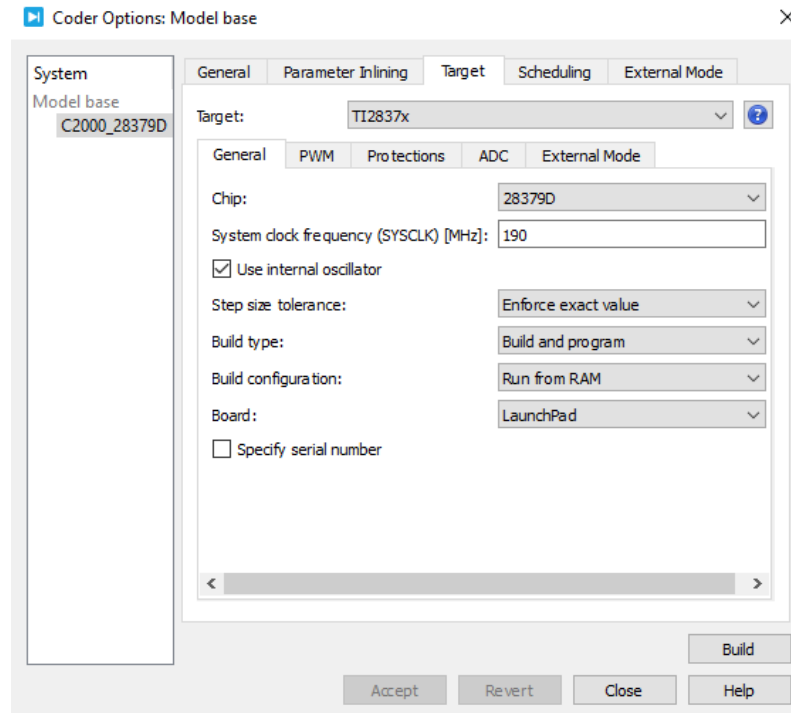 Coder Options: Model base
System
Model base
C2000_28379D
General Parameter Inlining Target Scheduling External Mode
Target: TI2837x
General PWM Protections ADC External Mode
Chip: 28379D
System clock frequency (SYSCLK) [MHz]: 190
Use internal oscillator
Step size tolerance: Enforce exact value
Build type: Build and program
Build configuration: Run from RAM
Board: LaunchPad
Specify serial number
Build
Accept Revert Close Help